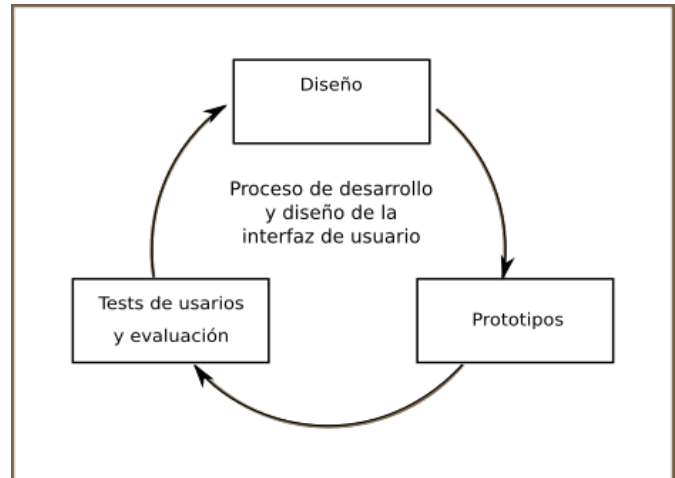 Diseño
Proceso de desarrollo
y diseño de la
interfaz de usuario
Tests de usarios
y evaluación
Prototipos